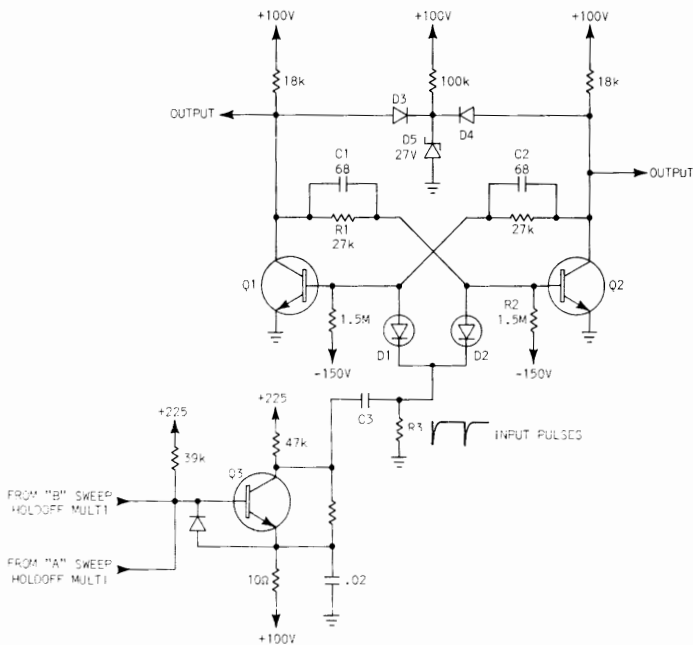 +100V +100V +100V
18k 100k 18k
OUTPUT D3 D4
D5
27V
C1 C2
68 68
OUTPUT
R1 27k
27k
Q1 Q2
1.5M R2
1.5M
D1 D2
-150V -150V
+225 +225
C3
R3 INPUT PULSES
39k 47k
Q3
FROM "B" SWEEP
HOLDOFF MULTI
FROM "A" SWEEP
HOLDOFF MULTI
10Ω .02
+100V